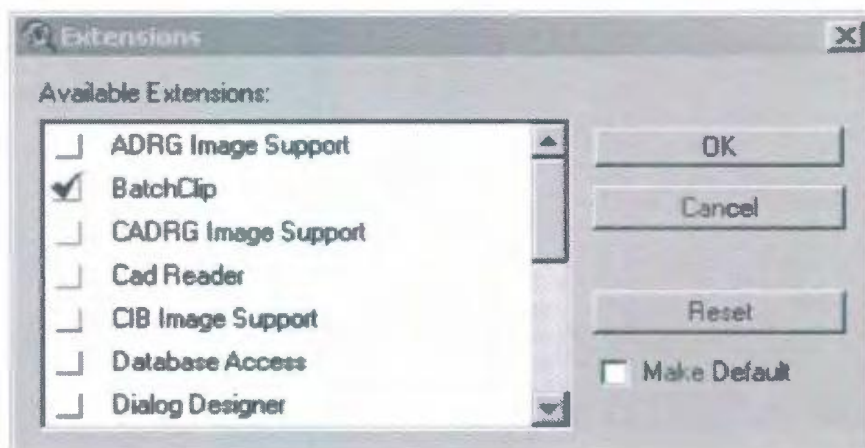 Extensions
Available Extensions:
ADRG Image Support
BatchClip
CADRG Image Support
Cad Reader
CIB Image Support
Database Access
Dialog Designer
OK
Cancel
Reset
Make Default